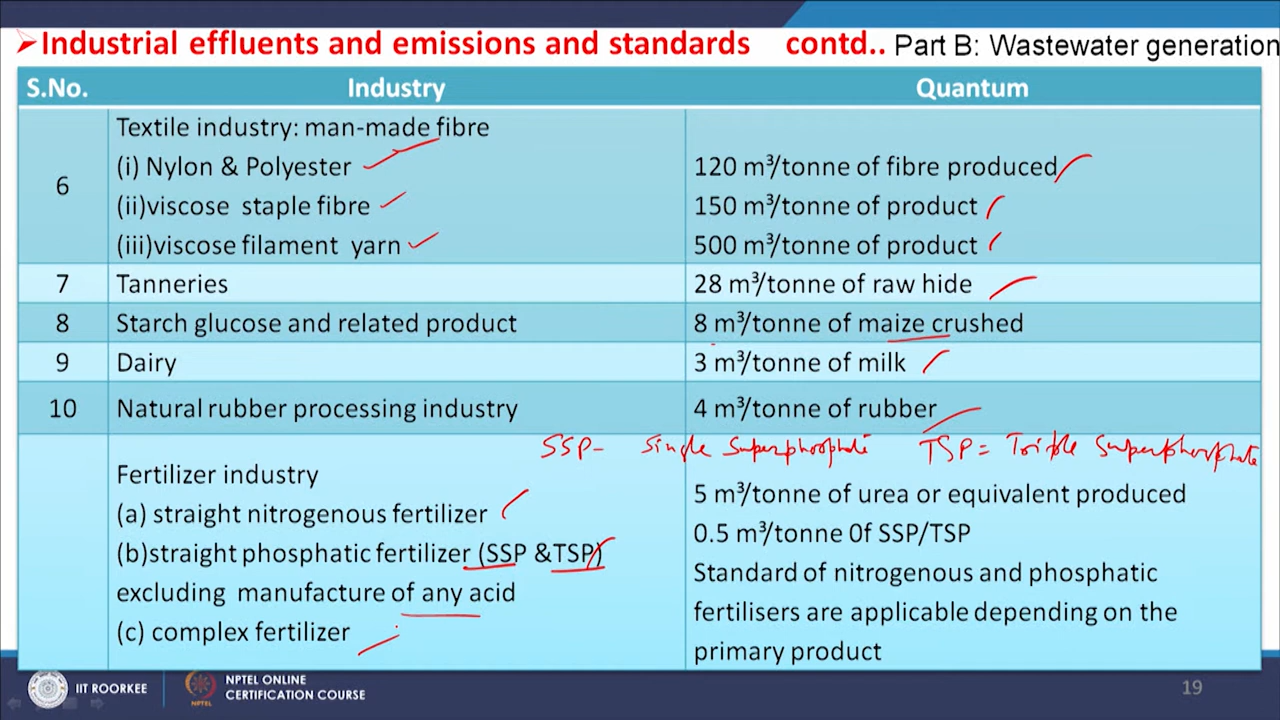 Industrial effluents and emissions and standards contd.. Part B: Wastewater generation
S.No. Industry Quantum
6 Textile industry: man-made fibre
(i) Nylon & Polyester 120 m³/tonne of fibre produced
(ii)viscose staple fibre 150 m³/tonne of product
(iii)viscose filament yarn 500 m³/tonne of product
7 Tanneries 28 m³/tonne of raw hide
8 Starch glucose and related product 8 m³/tonne of maize crushed
9 Dairy 3 m³/tonne of milk
10 Natural rubber processing industry 4 m³/tonne of rubber
SSP- Single Superphosphate TSP= Triple Superphosphate
Fertilizer industry
(a) straight nitrogenous fertilizer 5 m³/tonne of urea or equivalent produced
(b)straight phosphatic fertilizer (SSP &TSP) 0.5 m³/tonne 0f SSP/TSP
excluding manufacture of any acid Standard of nitrogenous and phosphatic
(c) complex fertilizer fertilisers are applicable depending on the
primary product
IIT ROORKEE NPTEL ONLINE
CERTIFICATION COURSE
NPTEL
19